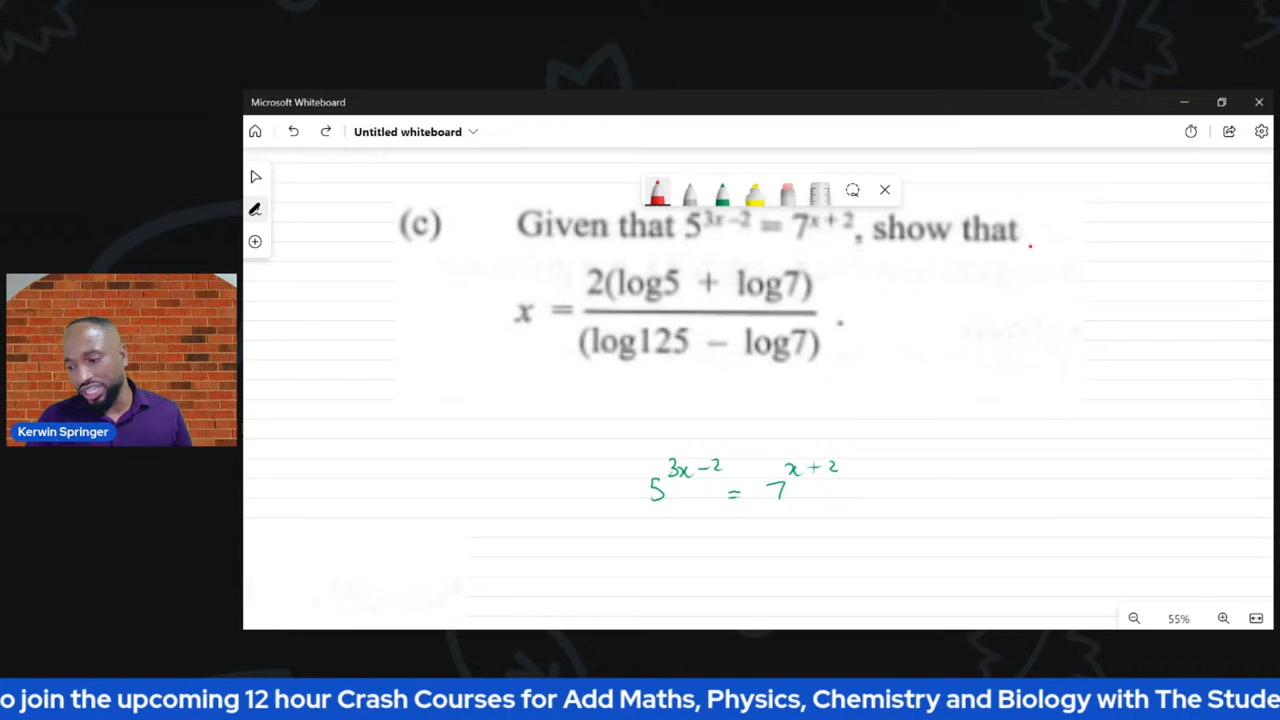 Microsoft Whiteboard
Untitled whiteboard
(c) Given that 5^{3x-2} = 7^{x+2}, show that
x = \frac{2(log5 + log7)}{(log125 − log7)} .
5^{3x-2} = 7^{x+2}
Kerwin Springer
55%
o join the upcoming 12 hour Crash Courses for Add Maths, Physics, Chemistry and Biology with The Stude